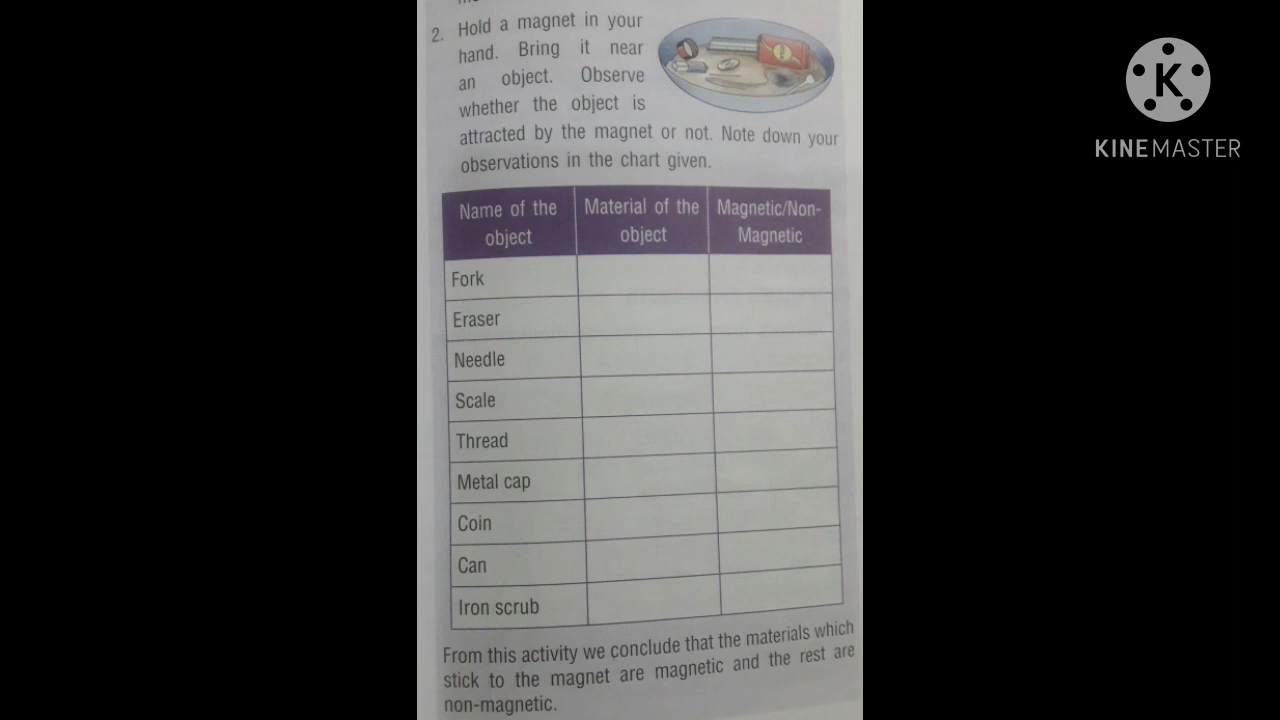 2. Hold a magnet in your
hand. Bring it near
an object. Observe
whether the object is
attracted by the magnet or not. Note down your
observations in the chart given.
Name of the object | Material of the object | Magnetic/Non-Magnetic
Fork
Eraser
Needle
Scale
Thread
Metal cap
Coin
Can
Iron scrub
From this activity we conclude that the materials which
stick to the magnet are magnetic and the rest are
non-magnetic.
K
KINEMASTER